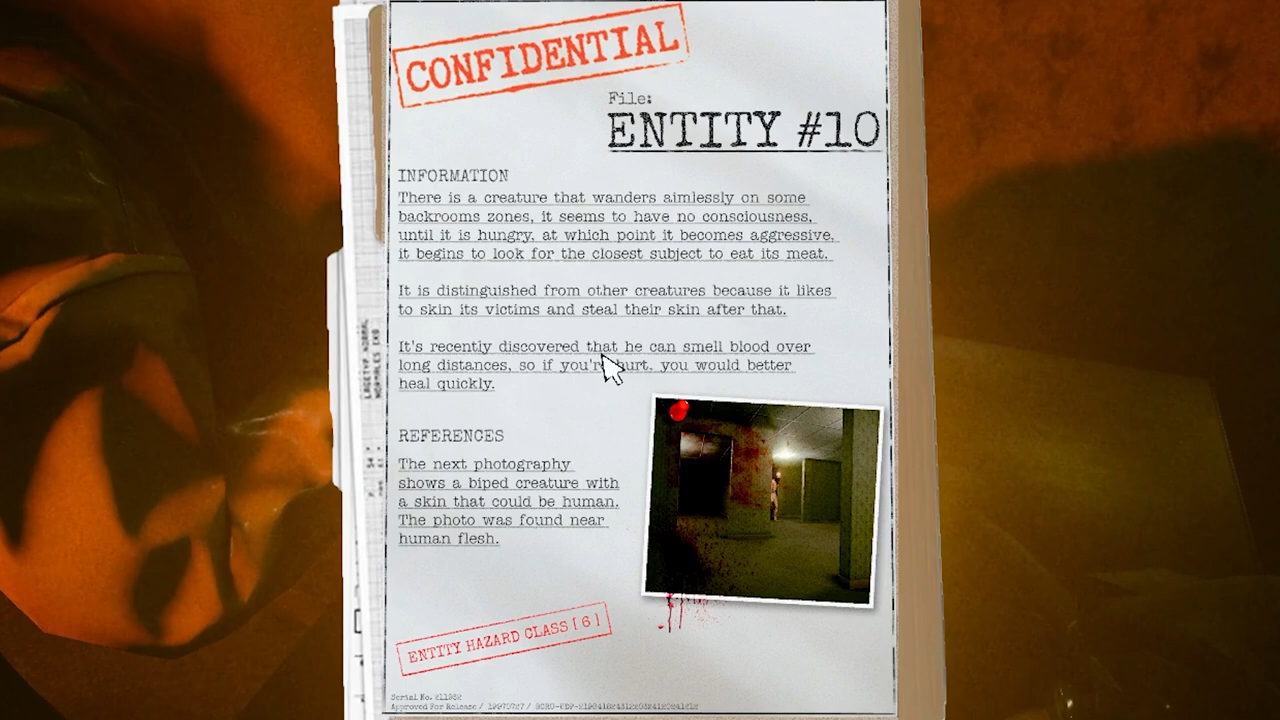 CONFIDENTIAL
File:
ENTITY #10
INFORMATION
There is a creature that wanders aimlessly on some
backrooms zones, it seems to have no consciousness,
until it is hungry, at which point it becomes aggressive,
it begins to look for the closest subject to eat its meat.
It is distinguished from other creatures because it likes
to skin its victims and steal their skin after that.
It's recently discovered that he can smell blood over
long distances, so if you're hurt, you would better
heal quickly.
REFERENCES
The next photography
shows a biped creature with
a skin that could be human.
The photo was found near
human flesh.
ENTITY HAZARD CLASS [ 6 ]
Serial No.
Approved For Release /